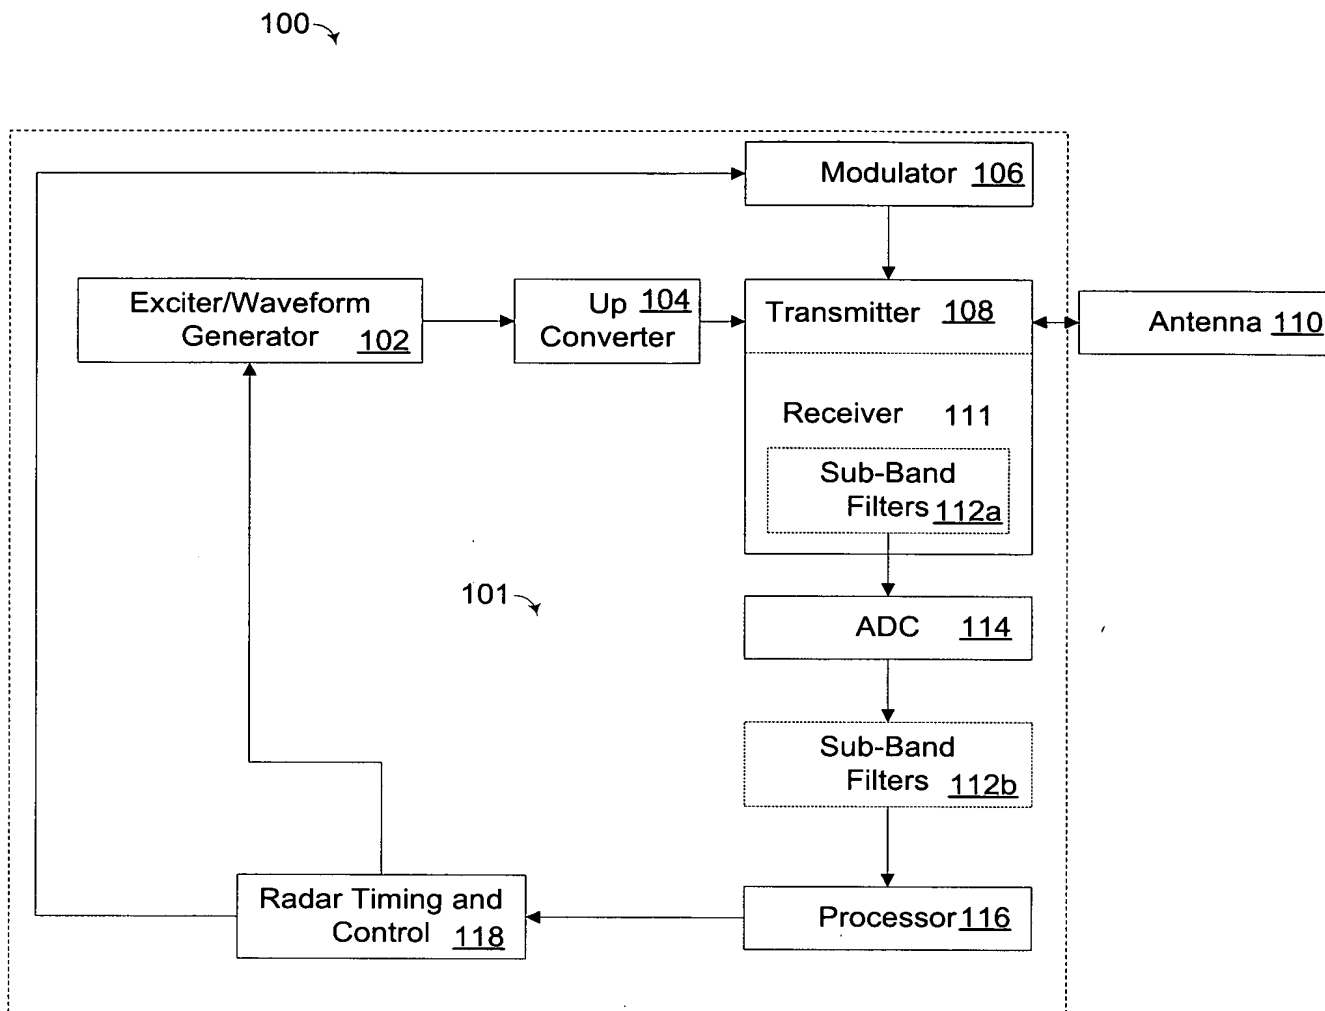 100
Modulator 106
Exciter/Waveform
Generator 102
Up 104
Converter
Transmitter 108
Antenna 110
Receiver 111
Sub-Band
Filters 112a
101
ADC 114
Sub-Band
Filters 112b
Radar Timing and
Control 118
Processor 116